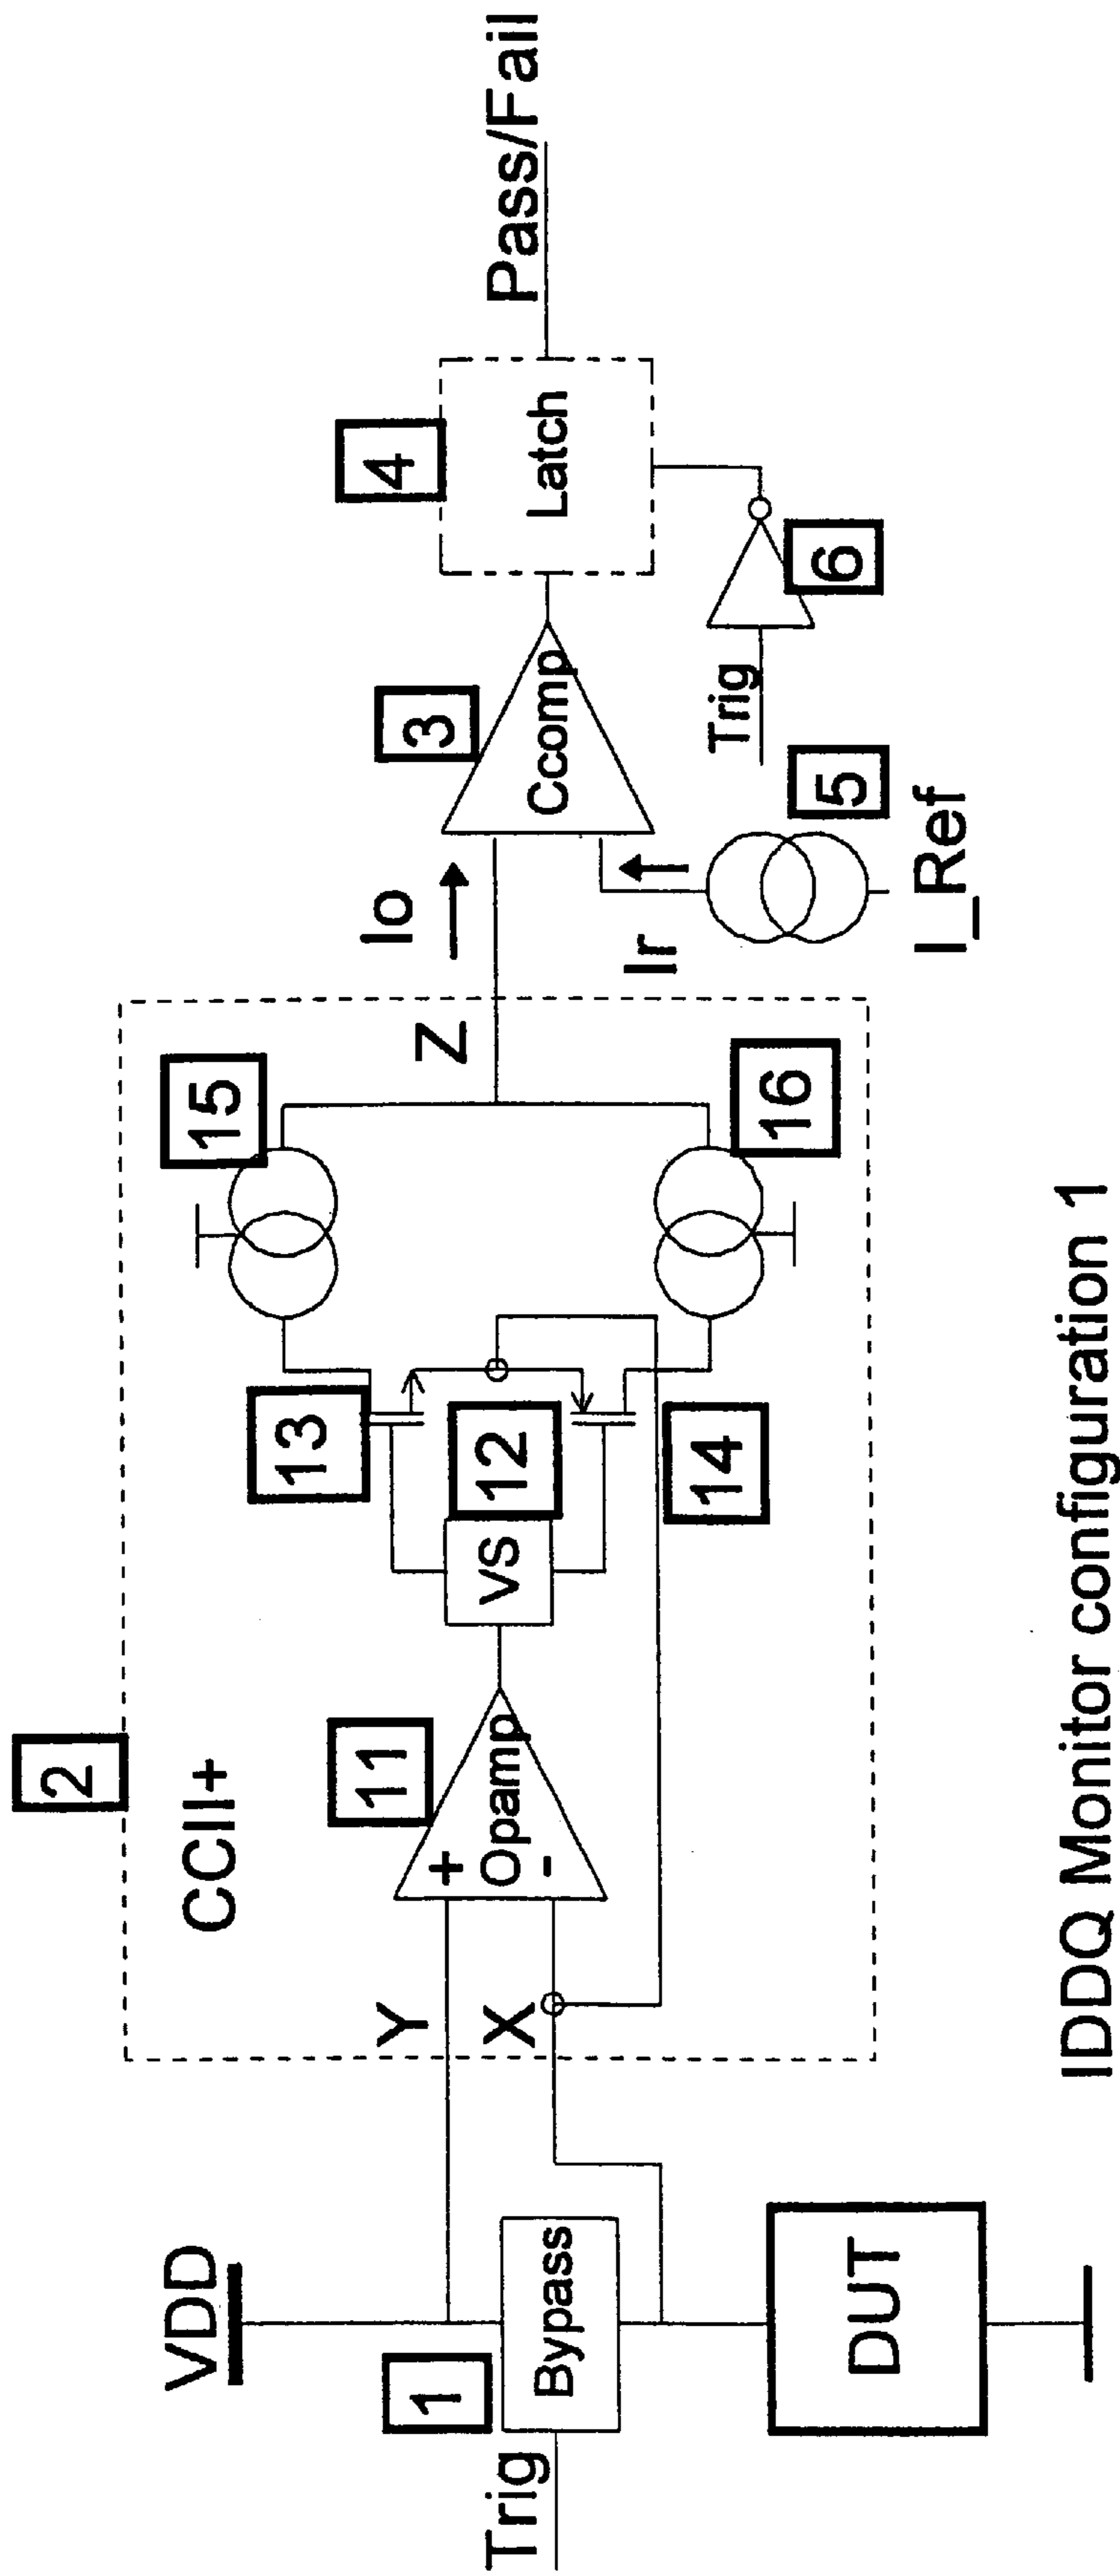 2
CCII+
VDD
1
Trig
Bypass
DUT
Y
X
11
+
Opamp
-
VS
12
13
14
15
16
Z
Io
Ir
3
Ccomp
5
I_Ref
Trig
6
4
Latch
Pass/Fail
IDDQ Monitor configuration 1